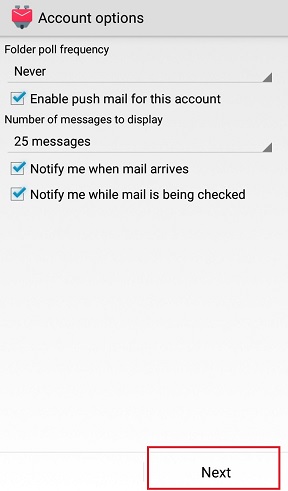 Account options
Folder poll frequency
Never
Enable push mail for this account
Number of messages to display
25 messages
Notify me when mail arrives
Notify me while mail is being checked
Next